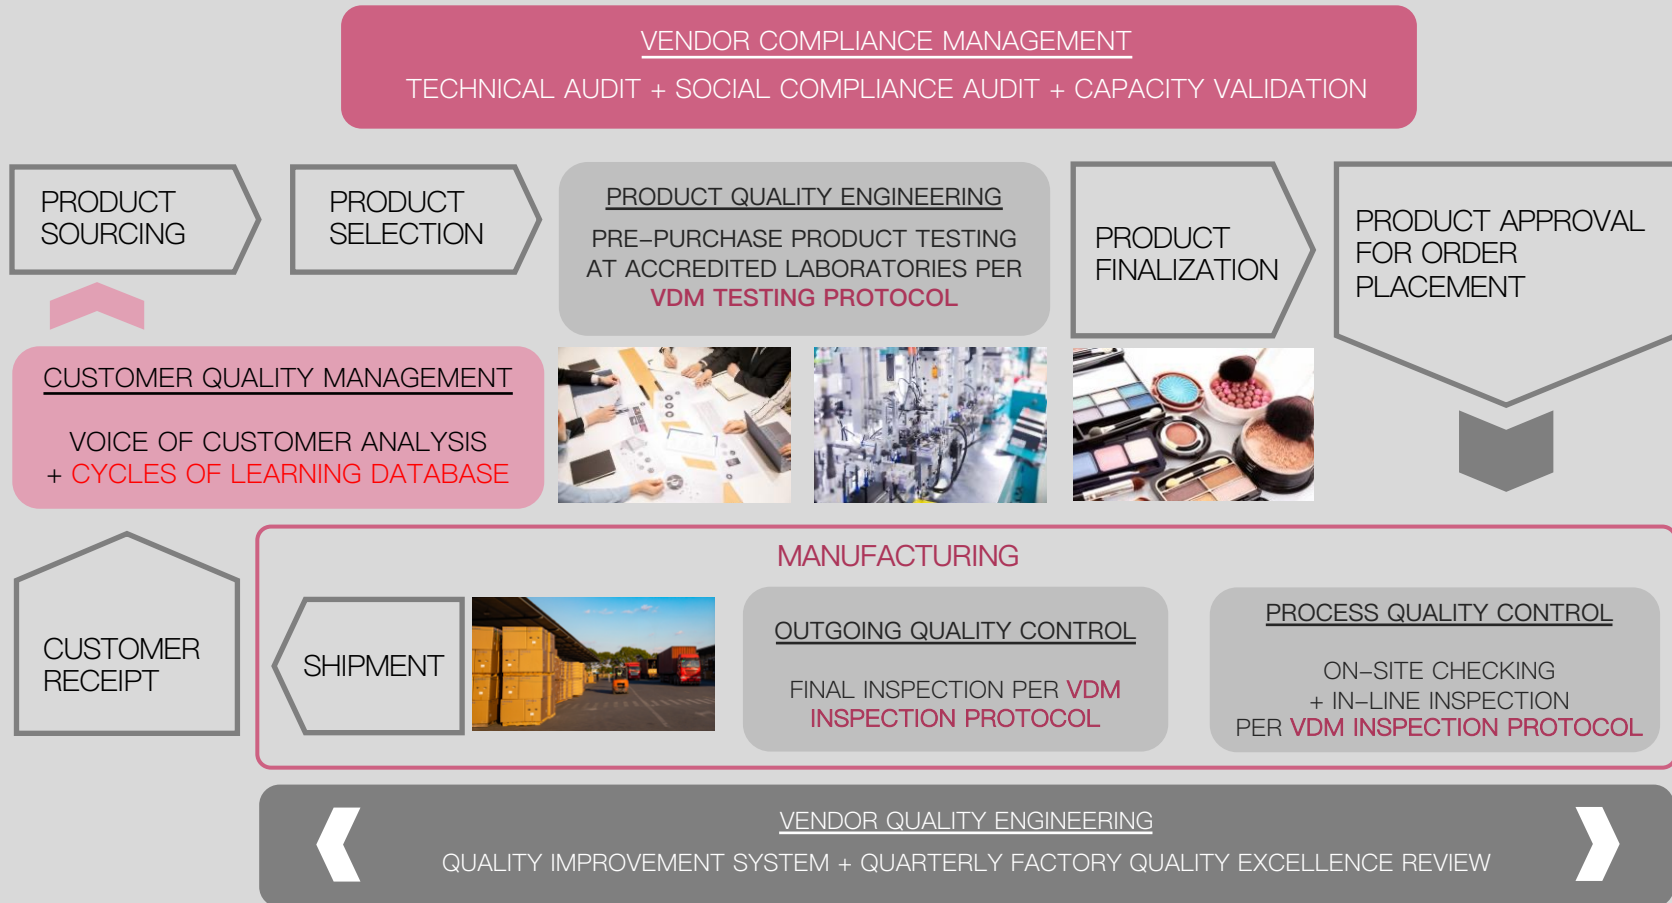 VENDOR COMPLIANCE MANAGEMENT
TECHNICAL AUDIT + SOCIAL COMPLIANCE AUDIT + CAPACITY VALIDATION
PRODUCT
SOURCING
PRODUCT
SELECTION
PRODUCT QUALITY ENGINEERING
PRE-PURCHASE PRODUCT TESTING
AT ACCREDITED LABORATORIES PER
VDM TESTING PROTOCOL
PRODUCT
FINALIZATION
PRODUCT APPROVAL
FOR ORDER
PLACEMENT
CUSTOMER QUALITY MANAGEMENT
VOICE OF CUSTOMER ANALYSIS
+ CYCLES OF LEARNING DATABASE
MANUFACTURING
CUSTOMER
RECEIPT
SHIPMENT
OUTGOING QUALITY CONTROL
FINAL INSPECTION PER VDM
INSPECTION PROTOCOL
PROCESS QUALITY CONTROL
ON-SITE CHECKING
+ IN-LINE INSPECTION
PER VDM INSPECTION PROTOCOL
VENDOR QUALITY ENGINEERING
QUALITY IMPROVEMENT SYSTEM + QUARTERLY FACTORY QUALITY EXCELLENCE REVIEW